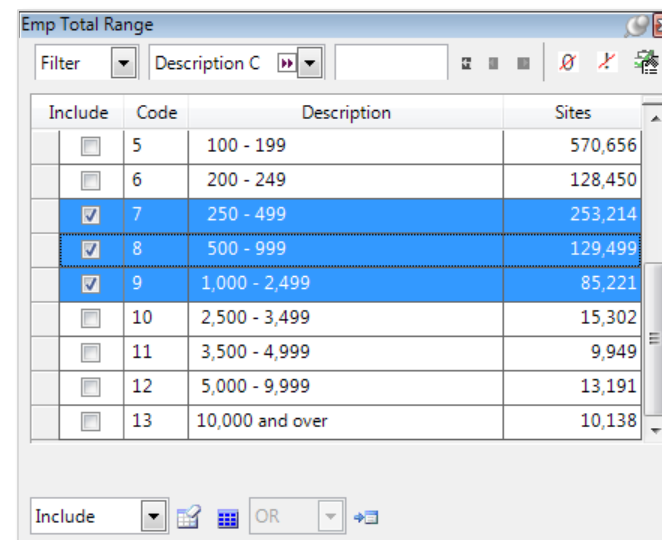 Emp Total Range
Filter Description C
Include Code Description Sites
5 100 - 199 570,656
6 200 - 249 128,450
7 250 - 499 253,214
8 500 - 999 129,499
9 1,000 - 2,499 85,221
10 2,500 - 3,499 15,302
11 3,500 - 4,999 9,949
12 5,000 - 9,999 13,191
13 10,000 and over 10,138
Include OR